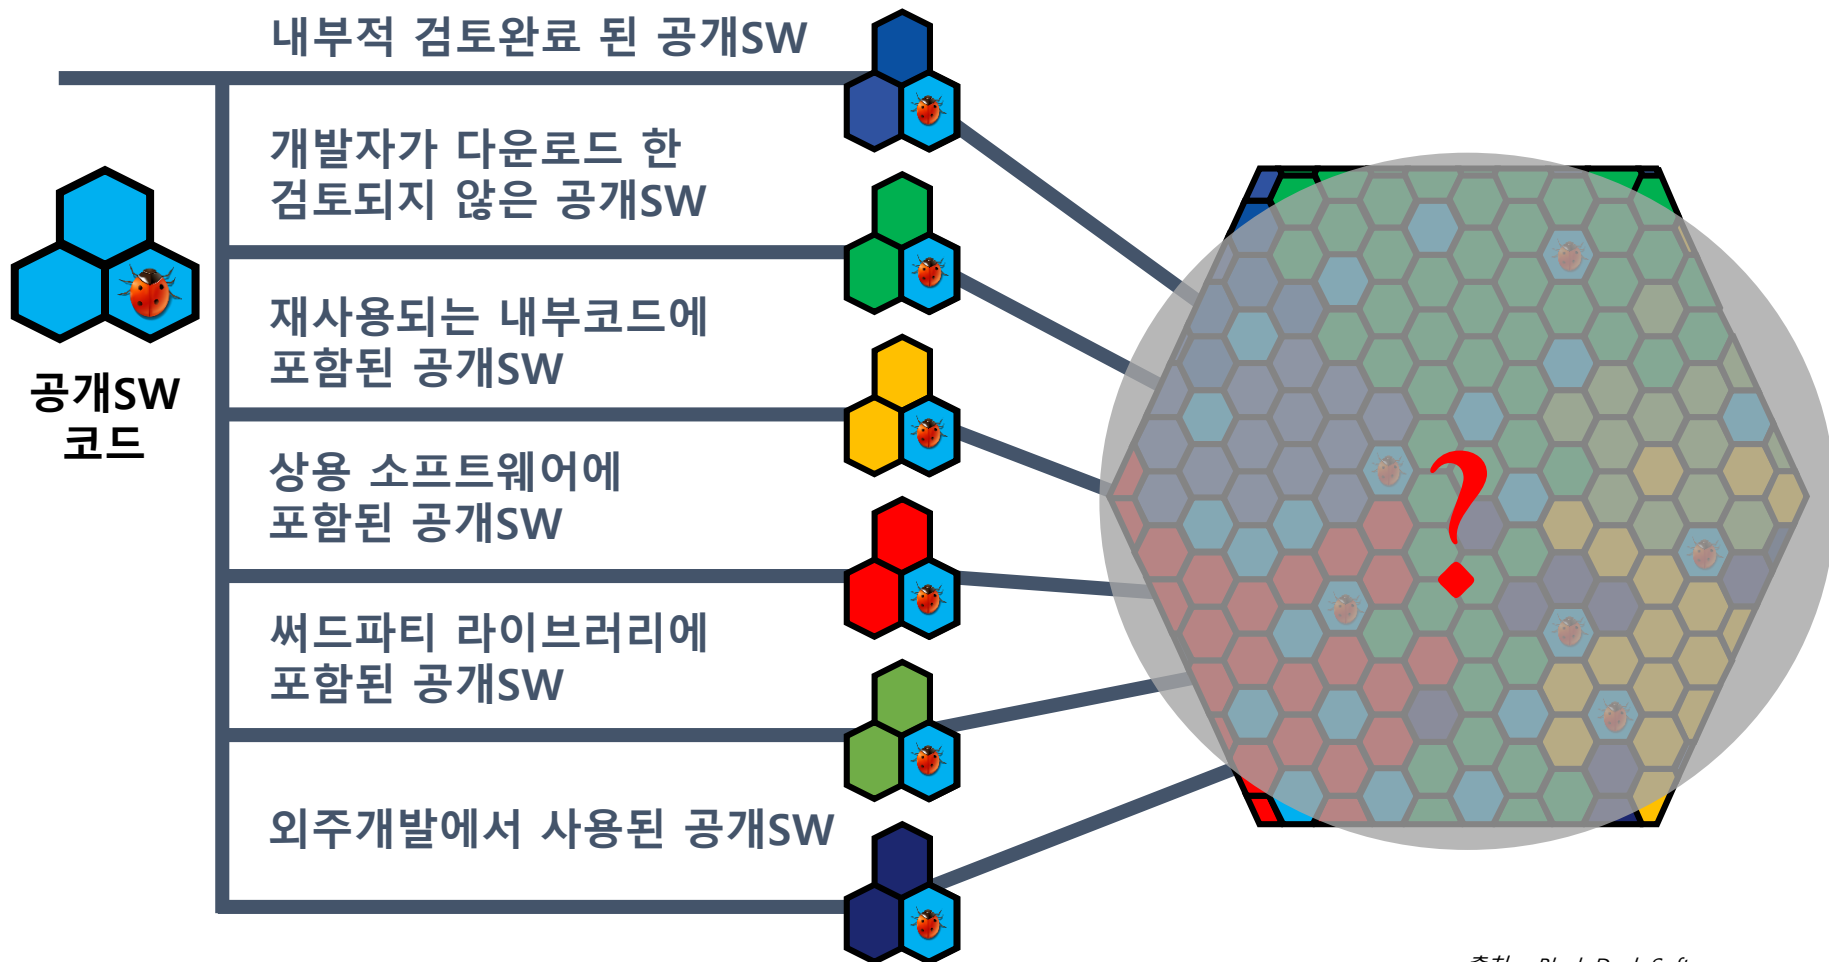 내부적 검토완료 된 공개SW
개발자가 다운로드 한
검토되지 않은 공개SW
재사용되는 내부코드에
포함된 공개SW
공개SW
코드
상용 소프트웨어에
포함된 공개SW
?
써드파티 라이브러리에
포함된 공개SW
외주개발에서 사용된 공개SW